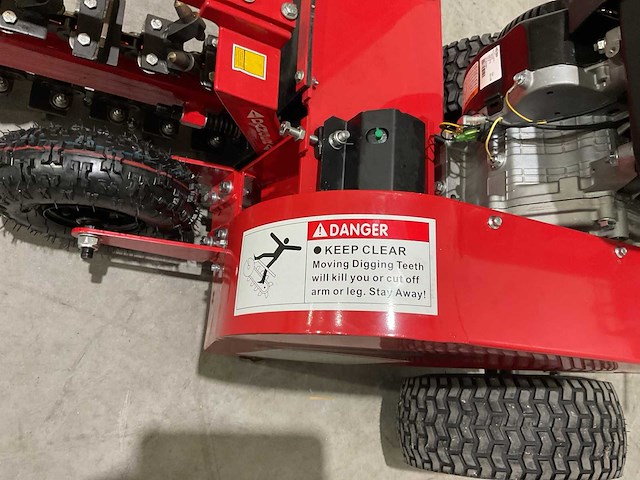 DANGER
● KEEP CLEAR
Moving Digging Teeth
will kill you or cut off
arm or leg. Stay Away!